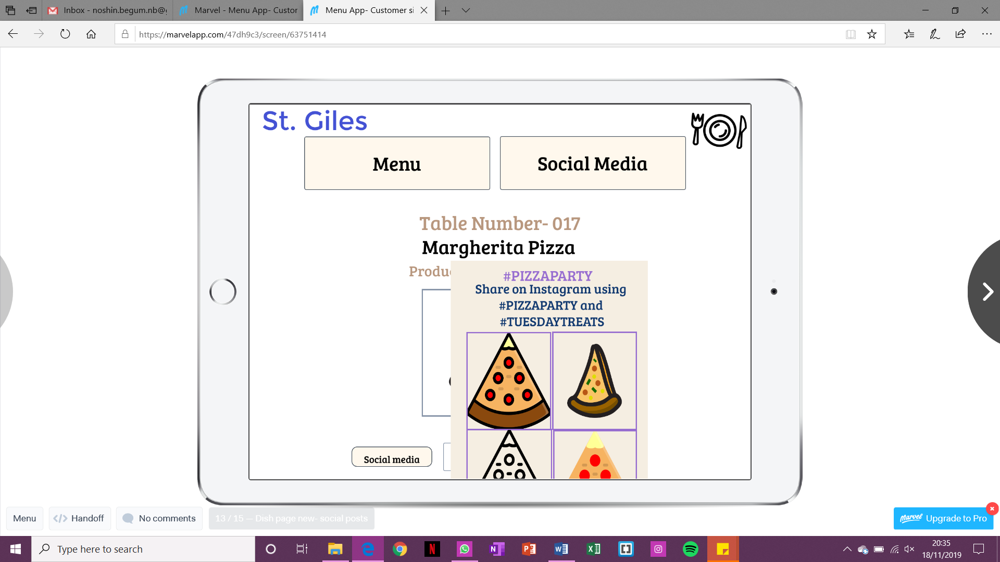 Inbox - noshin.begum.nb@g
Marvel - Menu App- Custor
Menu App- Customer si
https://marvelapp.com/47dh9c3/screen/63751414
St. Giles
Menu
Social Media
Table Number- 017
Margherita Pizza
Produc
#PIZZAPARTY
Share on Instagram using
#PIZZAPARTY and
#TUESDAYTREATS
Social media
Menu
Handoff
No comments
13 / 15 — Dish page new- social posts
Marvel Upgrade to Pro
Type here to search
20:35
18/11/2019